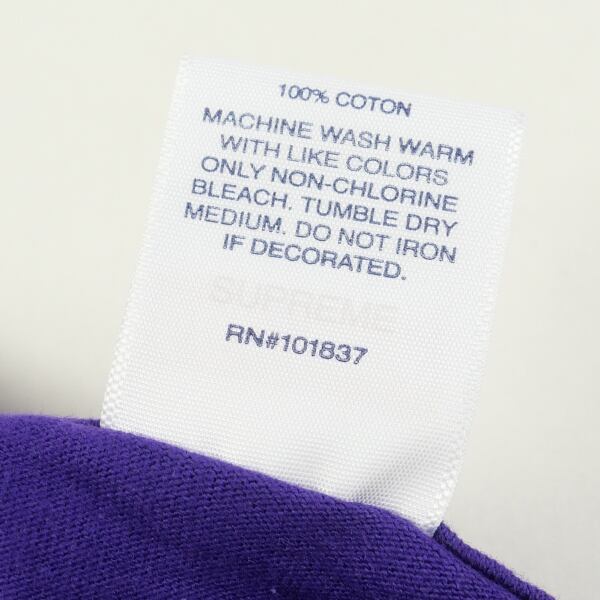 100% COTON
MACHINE WASH WARM
WITH LIKE COLORS
ONLY NON-CHLORINE
BLEACH. TUMBLE DRY
MEDIUM. DO NOT IRON
IF DECORATED.
SUPREME
RN#101837